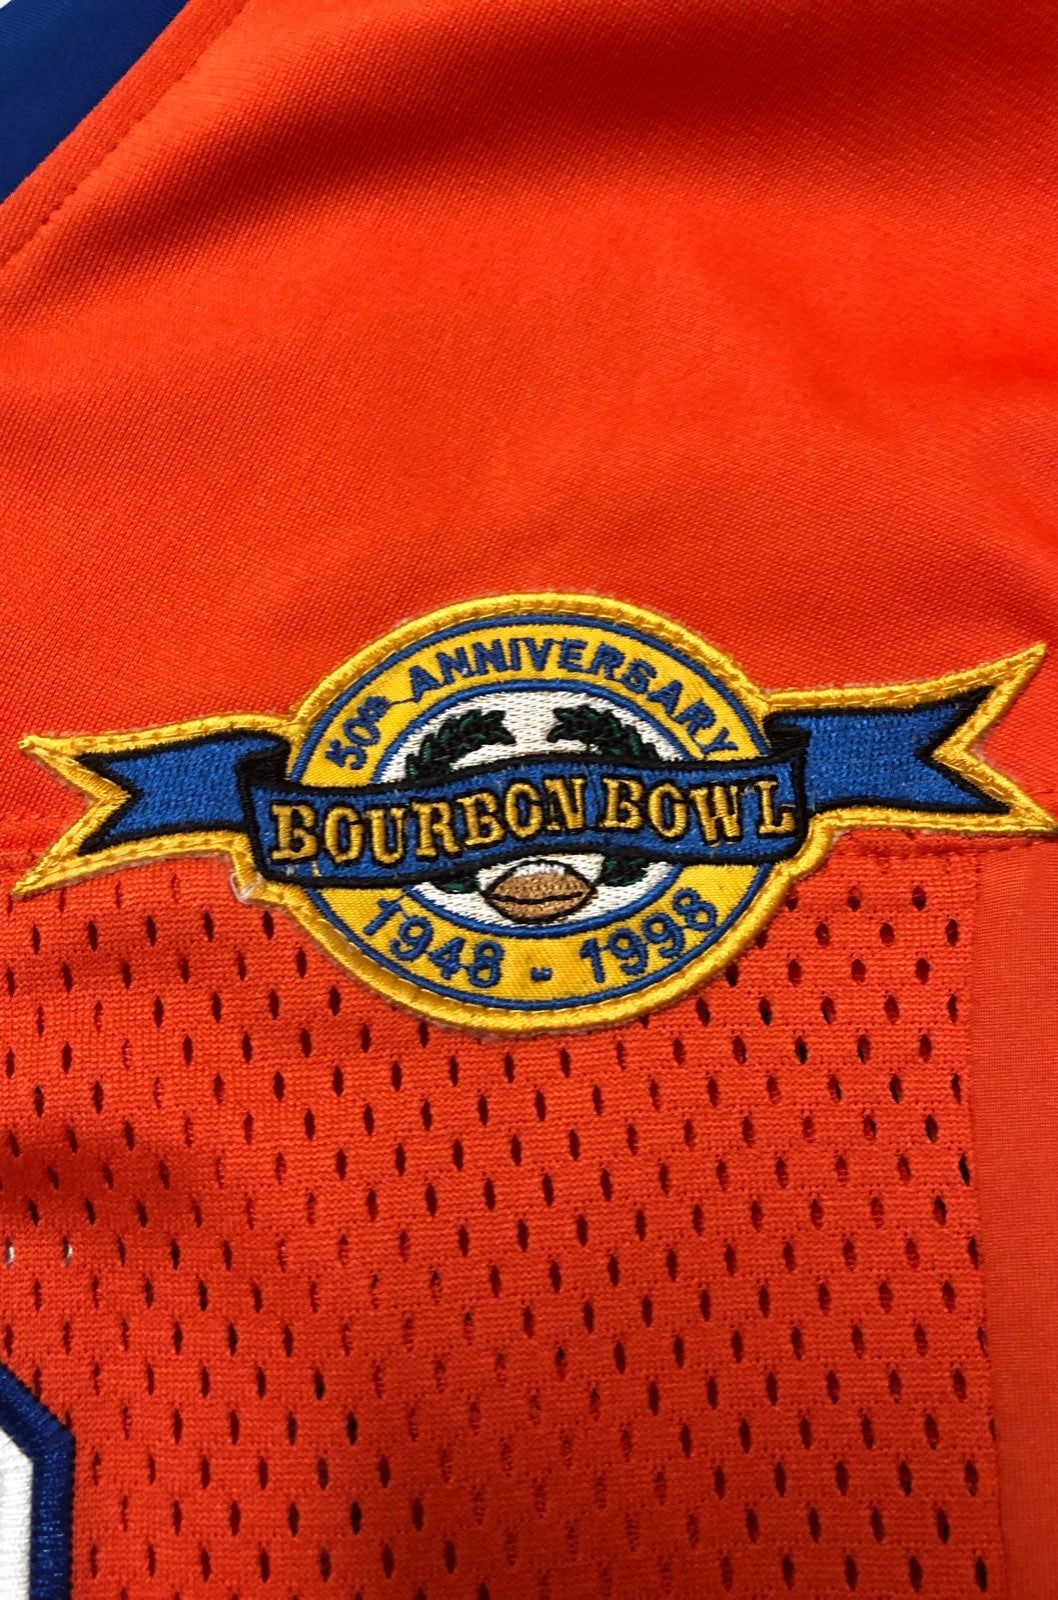 50TH ANNIVERSARY
BOURBON BOWL
1948 - 1998